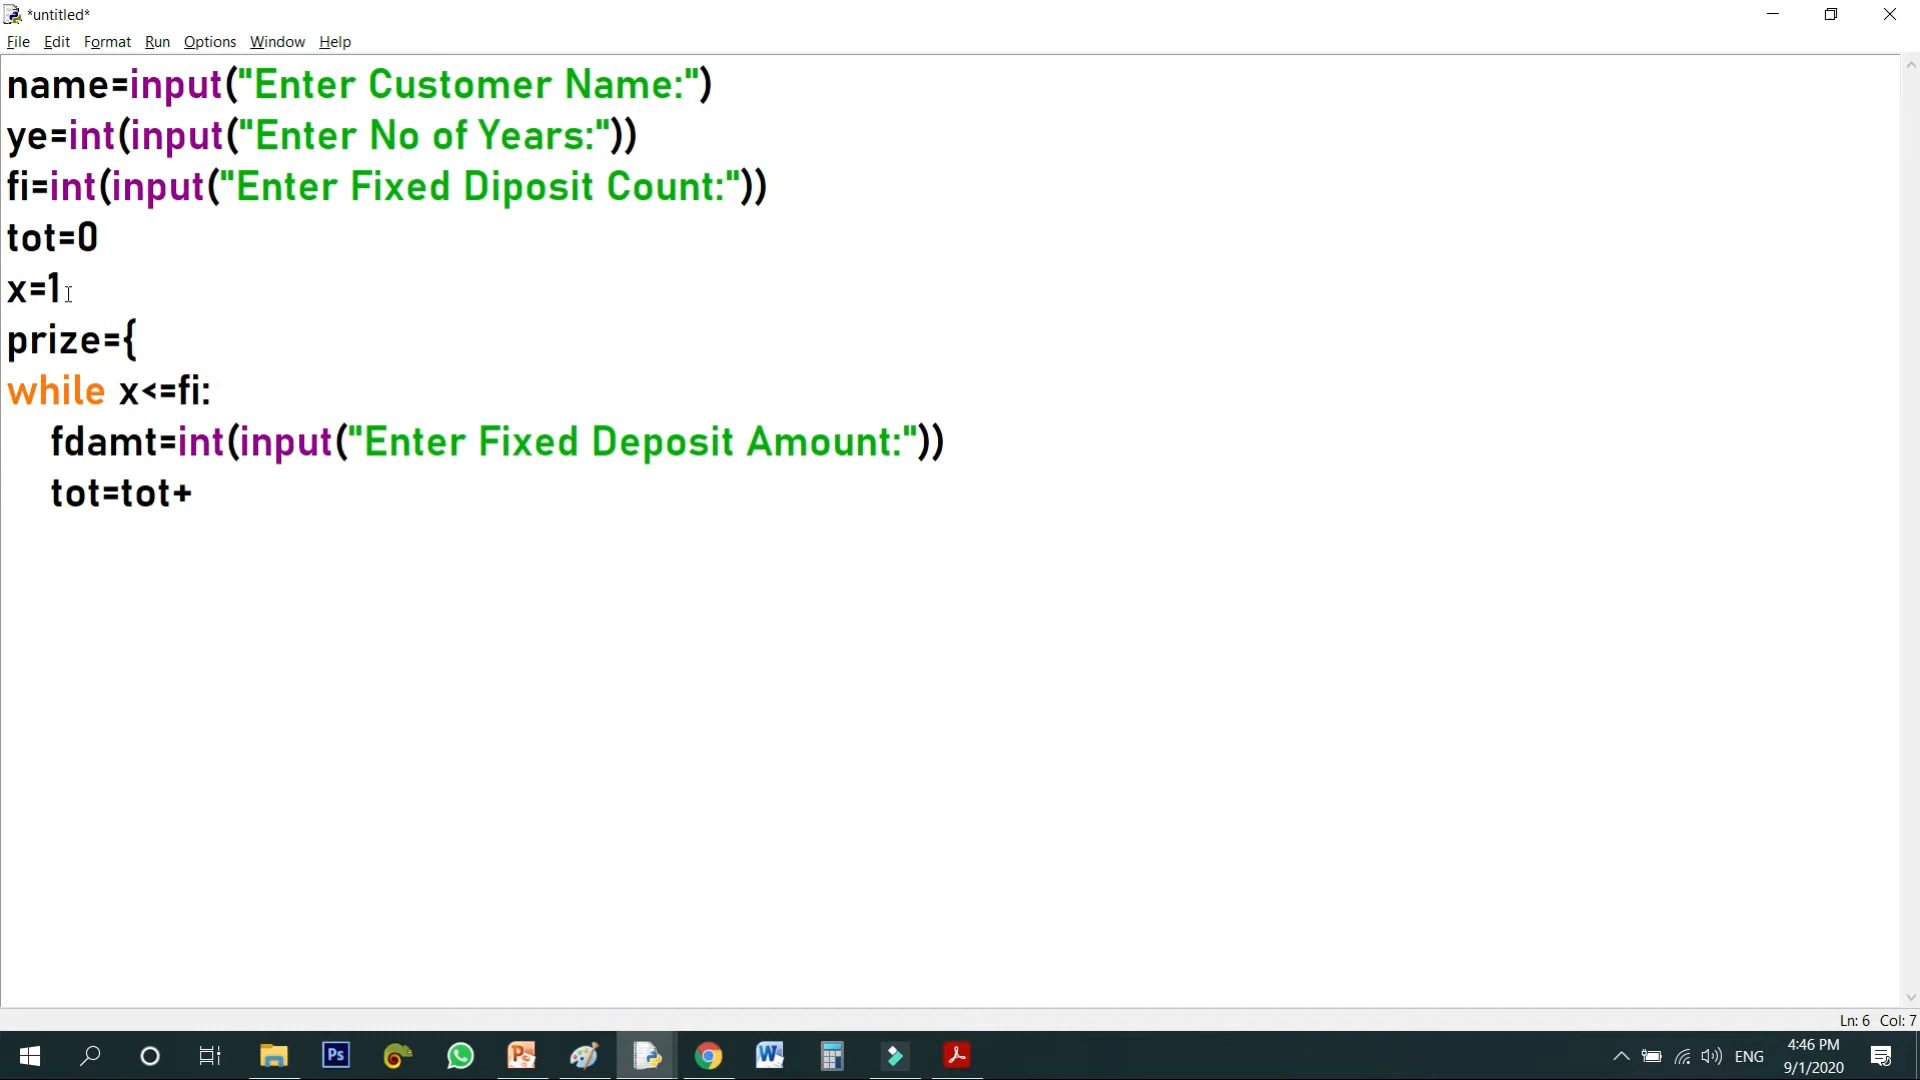 *untitled*
File Edit Format Run Options Window Help
name=input("Enter Customer Name:")
ye=int(input("Enter No of Years:"))
fi=int(input("Enter Fixed Diposit Count:"))
tot=0
x=1
prize={
while x<=fi:
    fdamt=int(input("Enter Fixed Deposit Amount:"))
    tot=tot+
Ln: 6 Col: 7
Ps
P
W
ENG
4:46 PM
9/1/2020